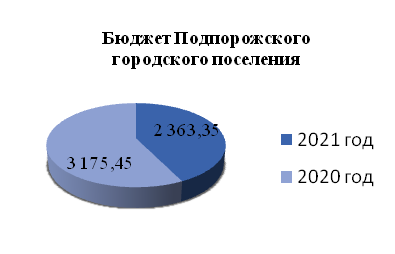 Бюджет Подпорожского
городского поселения
2 363,35
3 175,45
2021 год
2020 год